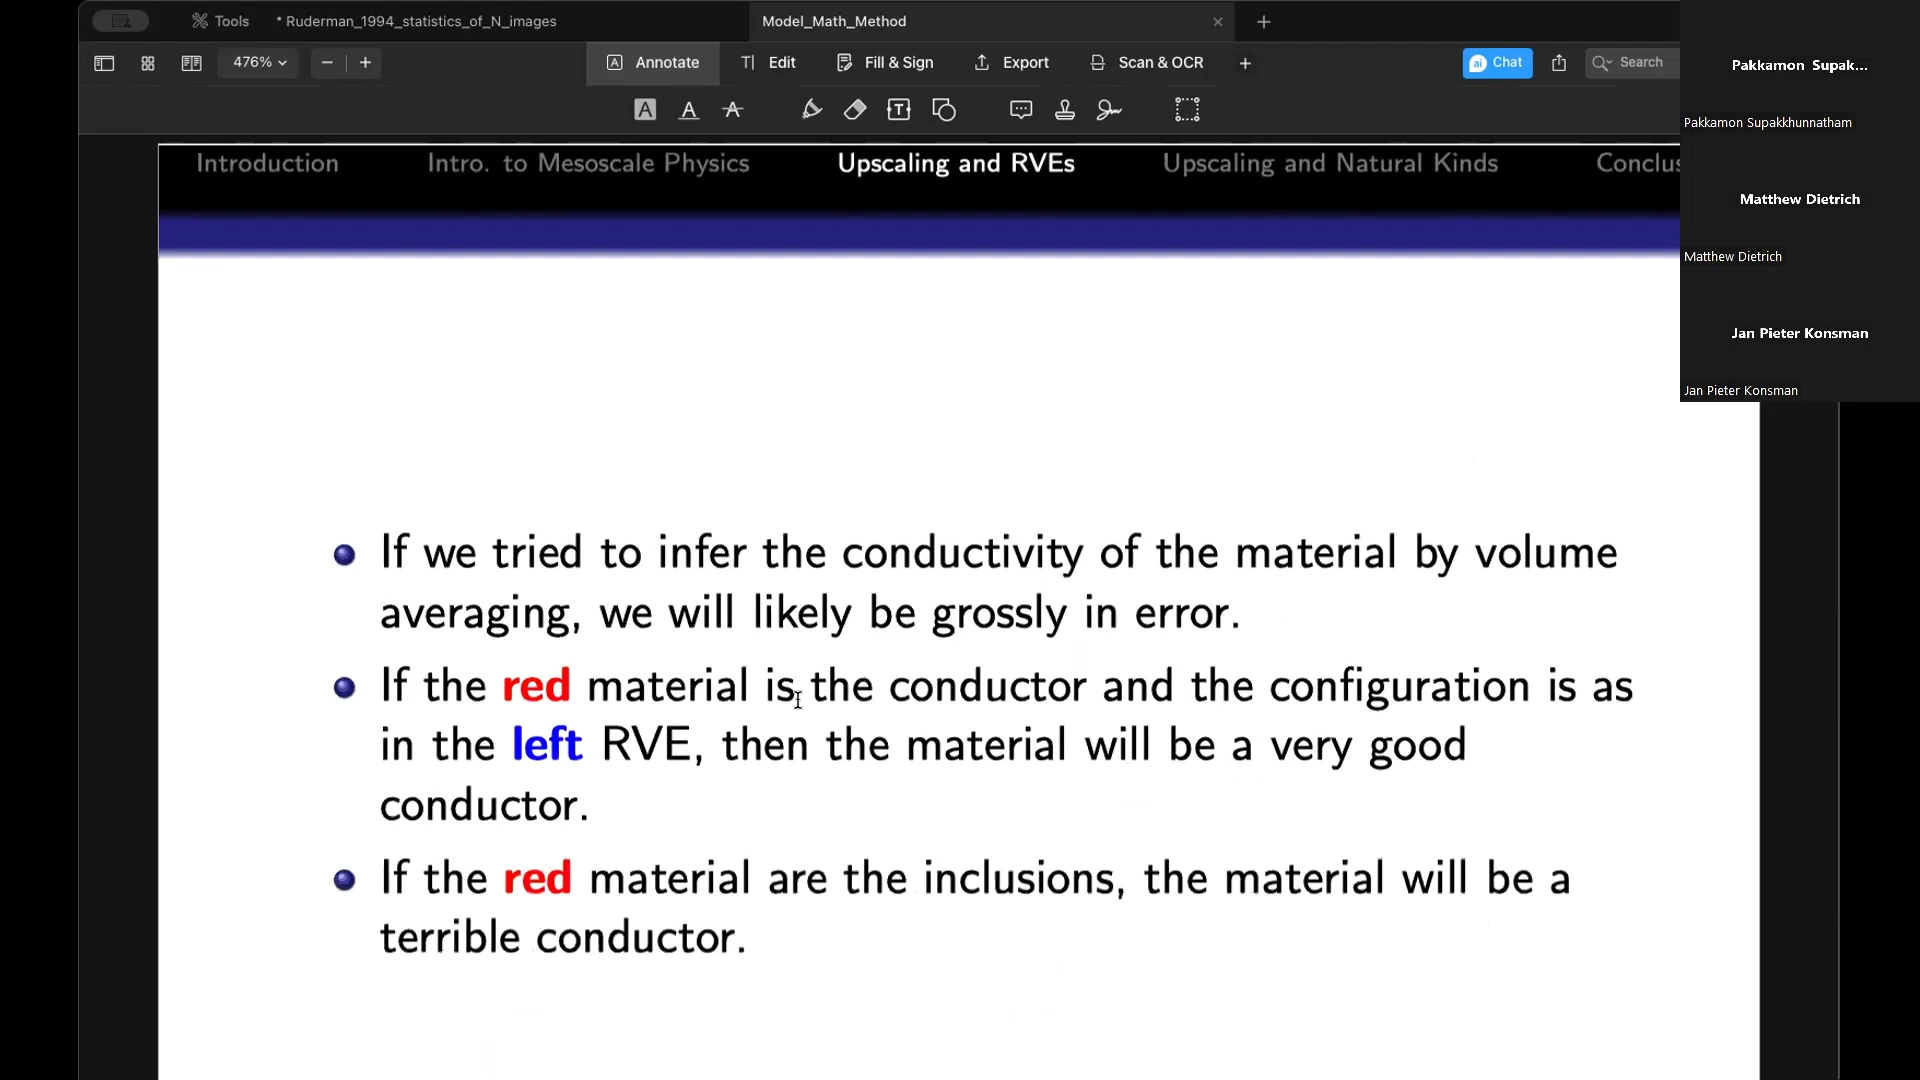 Tools
* Ruderman_1994_statistics_of_N_images
Model_Math_Method
476%
Annotate
Edit
Fill & Sign
Export
Scan & OCR
Chat
Search
Introduction
Intro. to Mesoscale Physics
Upscaling and RVEs
Upscaling and Natural Kinds
Conclus
Pakkamon Supak...
Pakkamon Supakkhunnatham
Matthew Dietrich
Matthew Dietrich
Jan Pieter Konsman
Jan Pieter Konsman
If we tried to infer the conductivity of the material by volume
averaging, we will likely be grossly in error.
If the red material is the conductor and the configuration is as
in the left RVE, then the material will be a very good
conductor.
If the red material are the inclusions, the material will be a
terrible conductor.